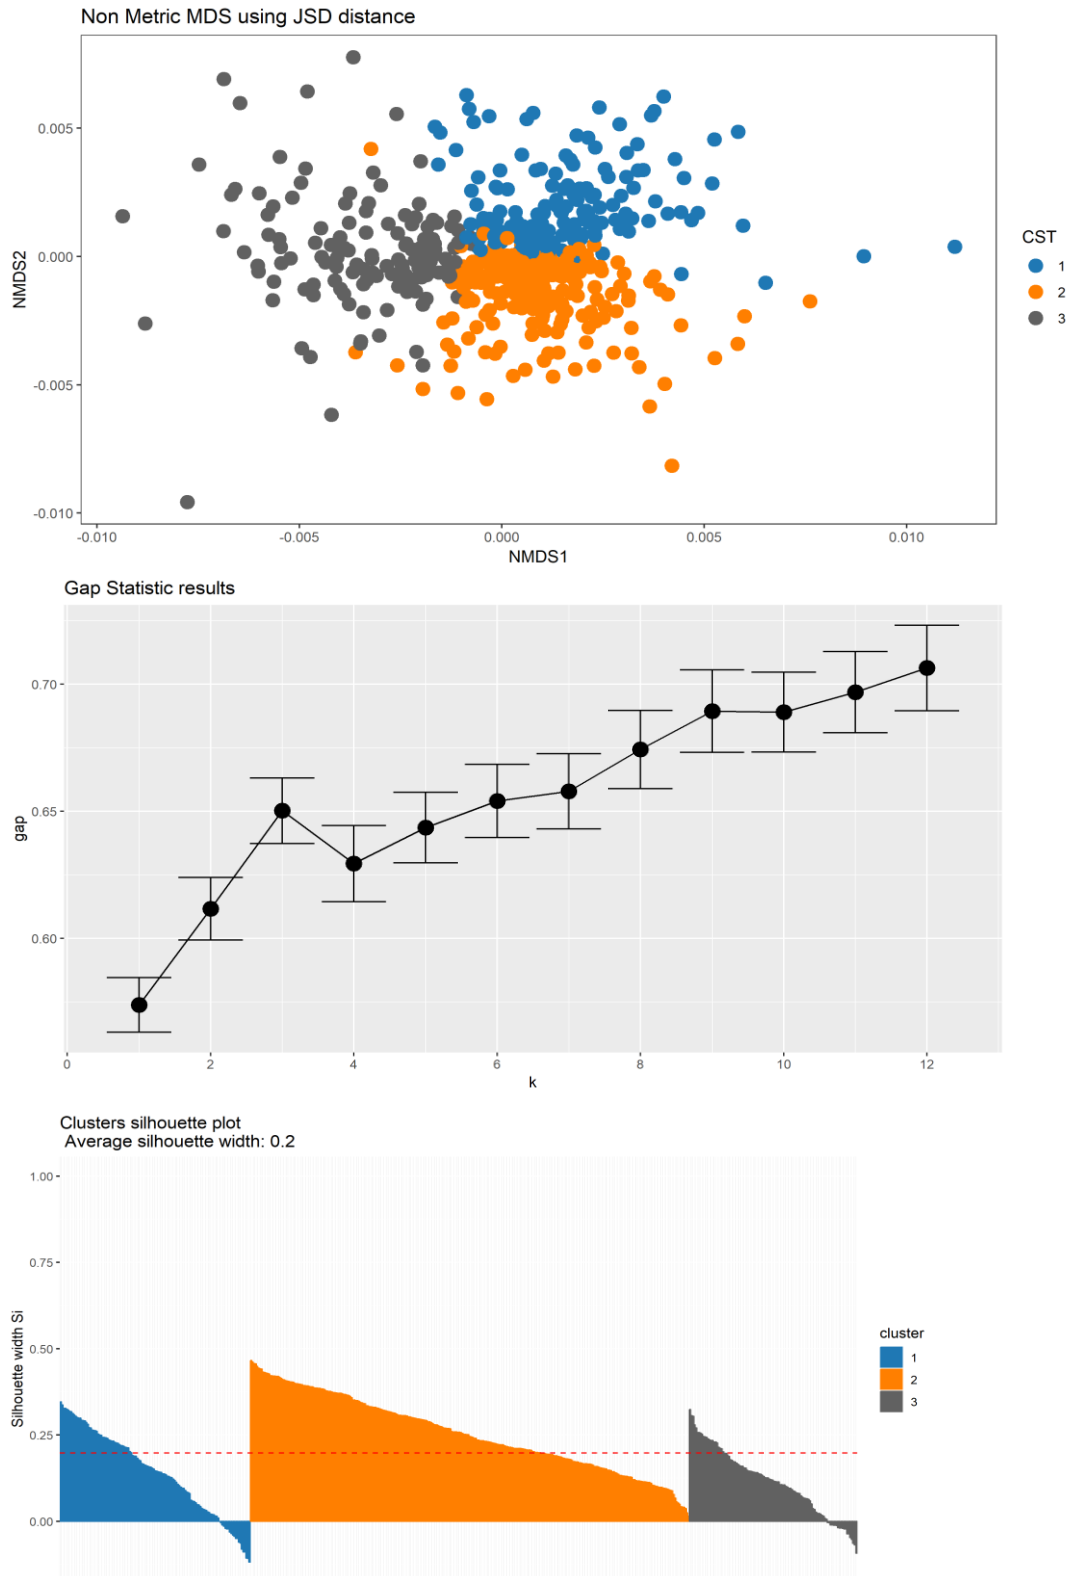 Non Metric MDS using JSD distance
0.005
0.000
-0.005
-0.010
NMDS2
-0.010
-0.005
0.000
0.005
0.010
NMDS1
CST
1
2
3
Gap Statistic results
0.70
0.65
0.60
gap
0
2
4
6
8
10
12
k
Clusters silhouette plot
Average silhouette width: 0.2
1.00
0.75
0.50
0.25
0.00
Silhouette width Si
cluster
1
2
3